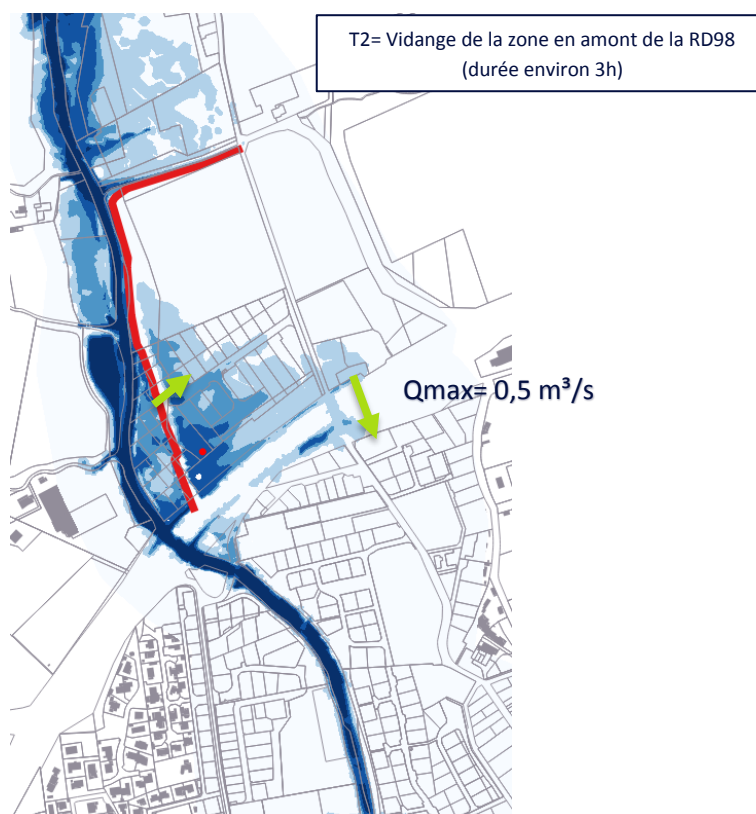 T2= Vidange de la zone en amont de la RD98
(durée environ 3h)
Qmax= 0,5 m³/s